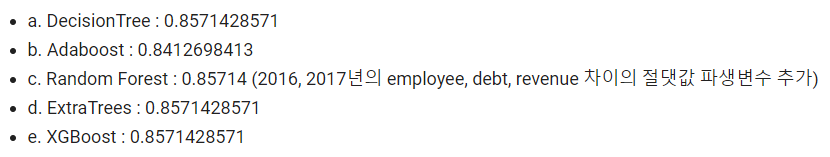 a. DecisionTree : 0.8571428571
b. Adaboost : 0.8412698413
c. Random Forest : 0.85714 (2016, 2017년의 employee, debt, revenue 차이의 절댓값 파생변수 추가)
d. ExtraTrees : 0.8571428571
e. XGBoost : 0.8571428571